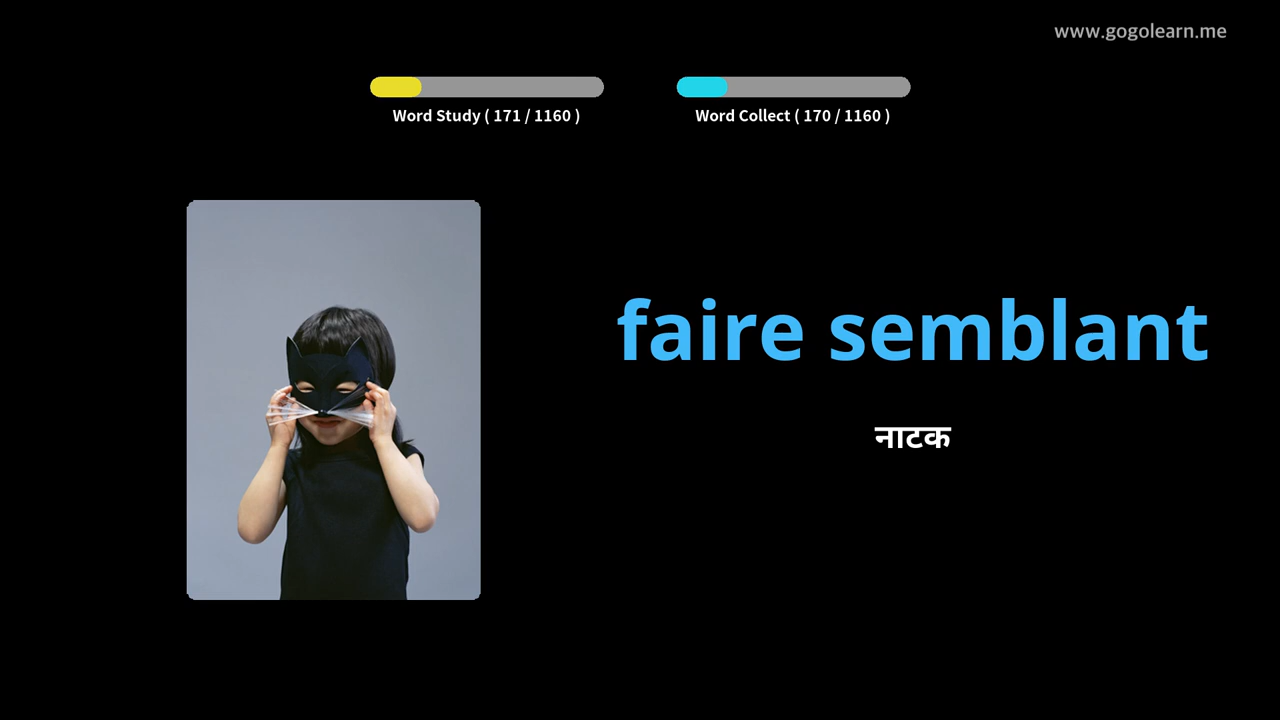 www.gogolearn.me
Word Study ( 171 / 1160 )
Word Collect ( 170 / 1160 )
faire semblant
नाटक